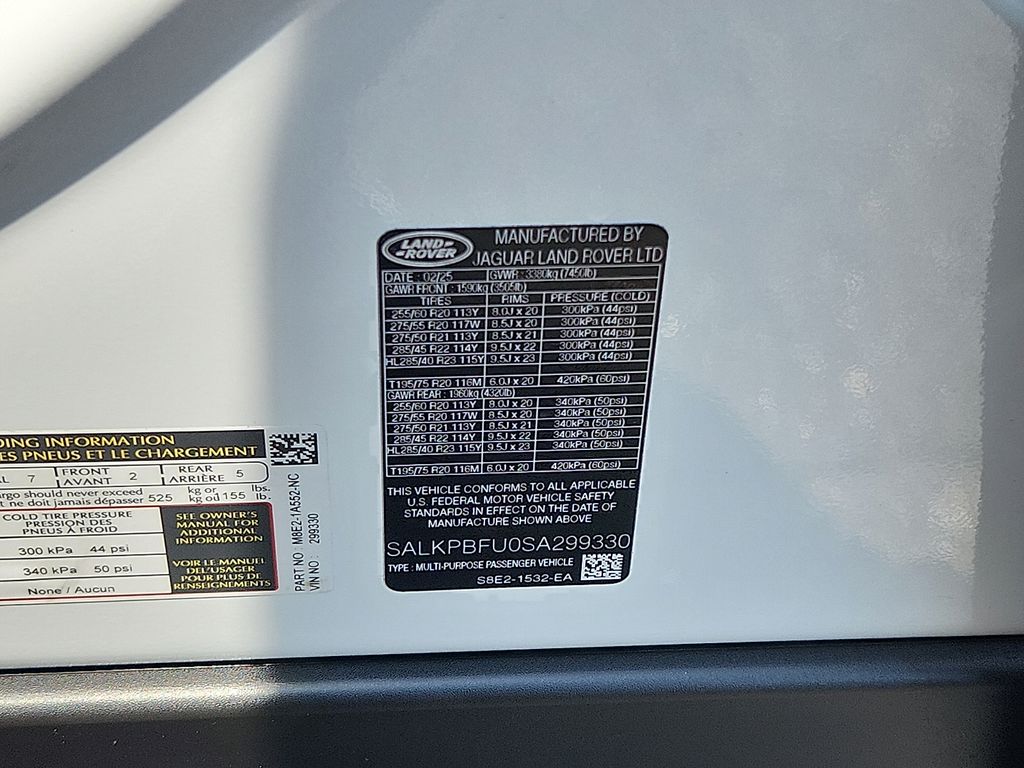 LAND-
ROVER
MANUFACTURED BY
JAGUAR LAND ROVER LTD
DATE : 02/25 GVWR : 3380kg (7450lb)
GAWR FRONT : 1590kg (3505lb)
TIRES RIMS PRESSURE (COLD)
255/60 R20 113Y 8.0J x 20 300kPa (44psi)
275/55 R20 117W 8.5J x 20 300kPa (44psi)
275/50 R21 113Y 8.5J x 21 300kPa (44psi)
285/45 R22 114Y 9.5J x 22 300kPa (44psi)
HL285/40 R23 115Y 9.5J x 23 300kPa (44psi)
T195/75 R20 116M 6.0J x 20 420kPa (60psi)
GAWR REAR : 1960kg (4320lb)
255/60 R20 113Y 8.0J x 20 340kPa (50psi)
275/55 R20 117W 8.5J x 20 340kPa (50psi)
275/50 R21 113Y 8.5J x 21 340kPa (50psi)
285/45 R22 114Y 9.5J x 22 340kPa (50psi)
HL285/40 R23 115Y 9.5J x 23 340kPa (50psi)
T195/75 R20 116M 6.0J x 20 420kPa (60psi)
THIS VEHICLE CONFORMS TO ALL APPLICABLE
U.S. FEDERAL MOTOR VEHICLE SAFETY
STANDARDS IN EFFECT ON THE DATE OF
MANUFACTURE SHOWN ABOVE
SALKPBFU0SA299330
TYPE : MULTI-PURPOSE PASSENGER VEHICLE
S8E2-1532-EA
DING INFORMATION
ES PNEUS ET LE CHARGEMENT
AL 7 FRONT AVANT 2 REAR ARRIÈRE 5
argo should never exceed 525 kg or 155 lbs.
t ne doit jamais dépasser kg ou lb.
COLD TIRE PRESSURE
PRESSION DES
PNEUS À FROID
300 kPa 44 psi
340 kPa 50 psi
None / Aucun
SEE OWNER'S
MANUAL FOR
ADDITIONAL
INFORMATION
VOIR LE MANUEL
DE L'USAGER
POUR PLUS DE
RENSEIGNEMENTS
PART NO : M8E2-1A552-NC
VIN NO : 299330